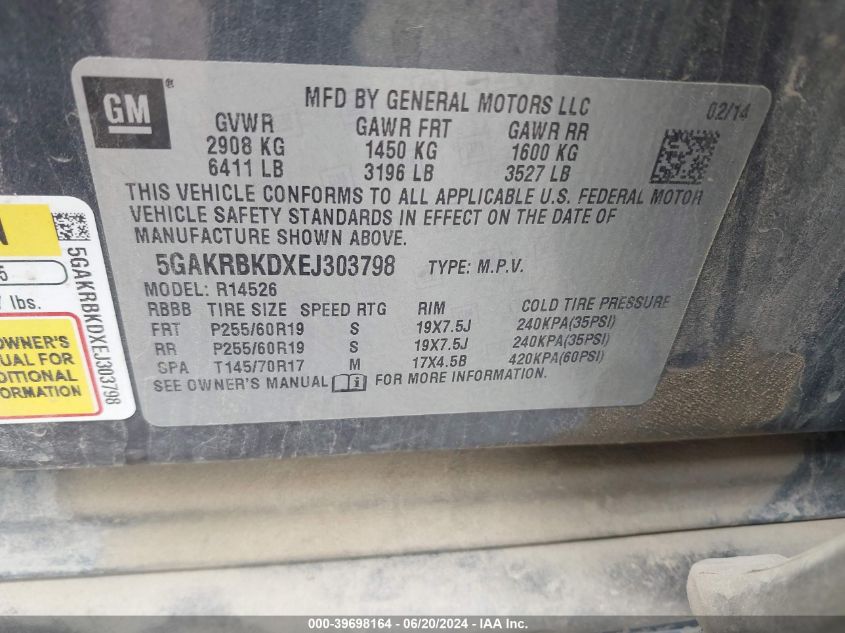 GM ®
MFD BY GENERAL MOTORS LLC
02/14
GVWR GAWR FRT GAWR RR
2908 KG 1450 KG 1600 KG
6411 LB 3196 LB 3527 LB
THIS VEHICLE CONFORMS TO ALL APPLICABLE U.S. FEDERAL MOTOR
VEHICLE SAFETY STANDARDS IN EFFECT ON THE DATE OF
MANUFACTURE SHOWN ABOVE.
5GAKRBKDXEJ303798 TYPE: M.P.V.
MODEL: R14526
RBBB TIRE SIZE SPEED RTG RIM COLD TIRE PRESSURE
FRT P255/60R19 S 19X7.5J 240KPA(35PSI)
RR P255/60R19 S 19X7.5J 240KPA(35PSI)
SPA T145/70R17 M 17X4.5B 420KPA(60PSI)
SEE OWNER'S MANUAL i FOR MORE INFORMATION.
N
5
lbs.
OWNER'S
UAL FOR
DITIONAL
FORMATION
5GAKRBKDXEJ303798
000-39698164 / 06/20/2024 - IAAI.com.